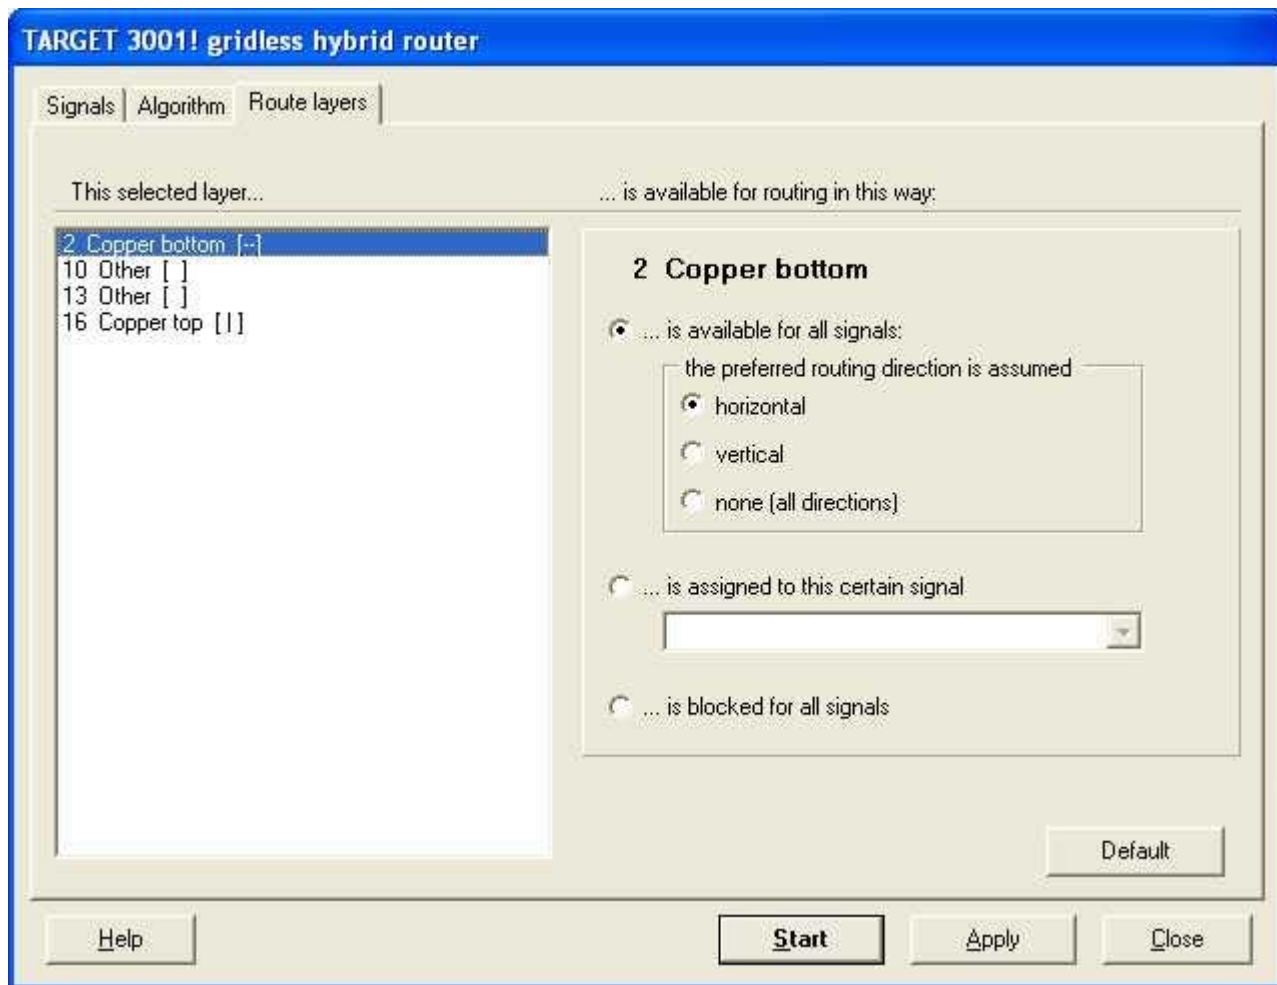 TARGET 3001! gridless hybrid router
Signals
Algorithm
Route layers
This selected layer...
... is available for routing in this way:
2 Copper bottom [--]
10 Other [ ]
13 Other [ ]
16 Copper top [ | ]
2 Copper bottom
... is available for all signals:
the preferred routing direction is assumed
horizontal
vertical
none (all directions)
... is assigned to this certain signal
... is blocked for all signals
Default
Help
Start
Apply
Close